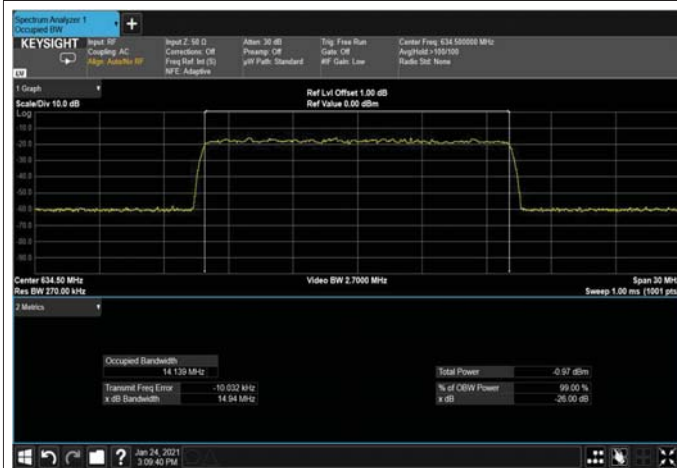 Spectrum Analyzer 1
Occupied BW
+
KEYSIGHT
Input: RF
Coupling: AC
Align: Auto/No RF
Input Z: 50 Ω
Corrections: Off
Freq Ref: Int (S)
NFE: Adaptive
Atten: 30 dB
Preamp: Off
µW Path: Standard
Trig: Free Run
Gate: Off
#IF Gain: Low
Center Freq: 634.500000 MHz
Avg|Hold:>100/100
Radio Std: None
1 Graph
Scale/Div 10.0 dB
Ref Lvl Offset 1.00 dB
Ref Value 0.00 dBm
Log
-10.0
-20.0
-30.0
-40.0
-50.0
-60.0
-70.0
-80.0
-90.0
Center 634.50 MHz
Res BW 270.00 kHz
Video BW 2.7000 MHz
Span 30 MH
Sweep 1.00 ms (1001 pts
2 Metrics
Occupied Bandwidth
14.139 MHz
Transmit Freq Error -10.032 kHz
x dB Bandwidth 14.94 MHz
Total Power -0.97 dBm
% of OBW Power 99.00 %
x dB -26.00 dB
? Jan 24, 2021
3:09:40 PM